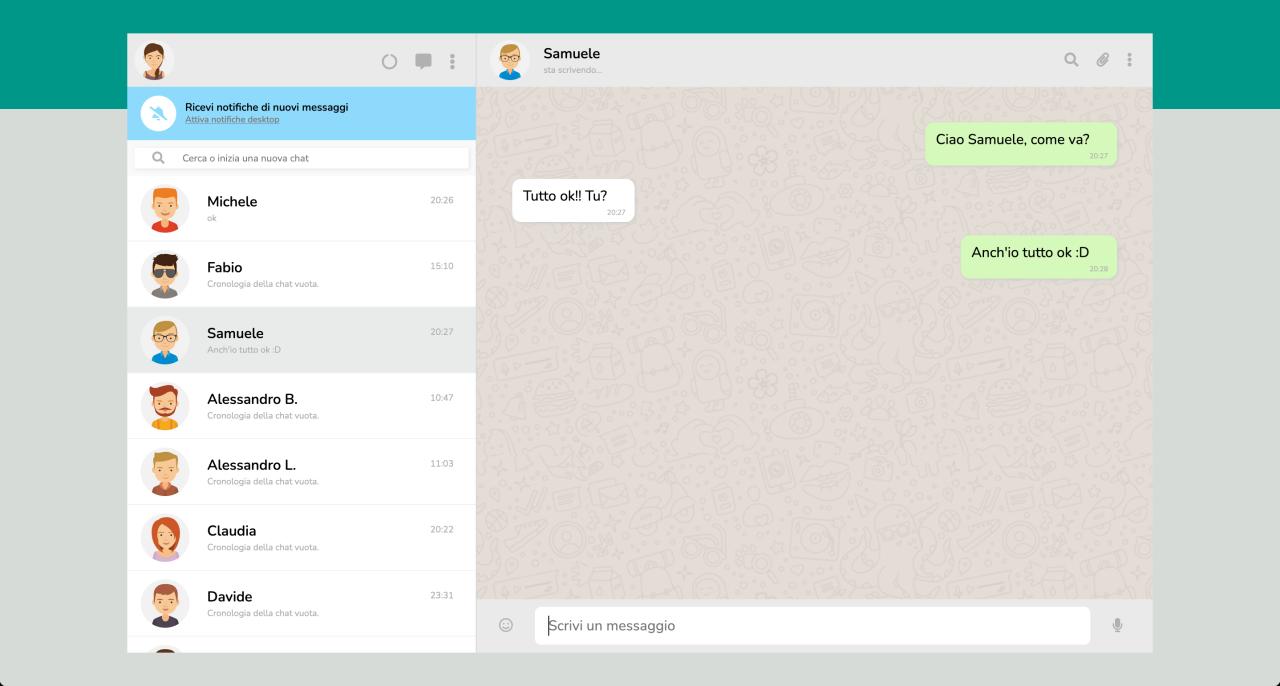 Ricevi notifiche di nuovi messaggi
Attiva notifiche desktop
Cerca o inizia una nuova chat
Michele
20:26
ok
Fabio
15:10
Cronologia della chat vuota.
Samuele
20:27
Anch'io tutto ok :D
Alessandro B.
10:47
Cronologia della chat vuota.
Alessandro L.
11:03
Cronologia della chat vuota.
Claudia
20:22
Cronologia della chat vuota.
Davide
23:31
Cronologia della chat vuota.
Samuele
sta scrivendo...
Ciao Samuele, come va?
20:27
Tutto ok!! Tu?
20:27
Anch'io tutto ok :D
20:28
Scrivi un messaggio